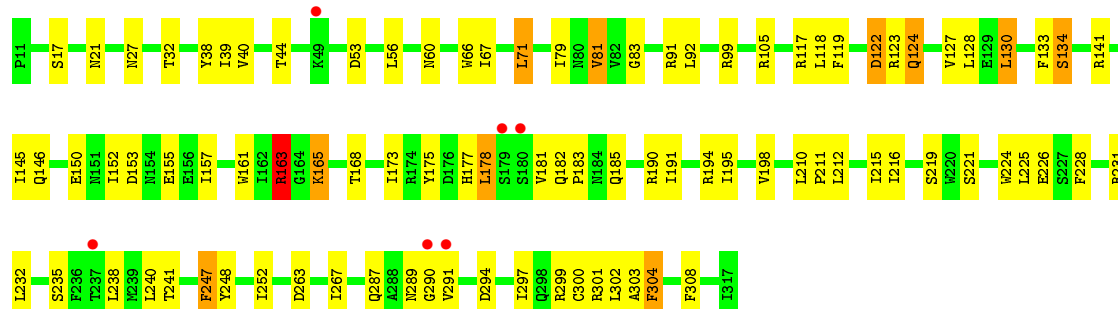 P11 S17 N21 N27 T32 Y38 I39 V40 T44 K49 D53 L56 N60 W66 I67 L71 I79 N80 V81 V82 G83 R91 L92 R99 R105 R117 L118 F119 D122 R123 Q124 V127 L128 E129 L130 F133 S134 R141
I145 Q146 E150 N151 I152 D153 N154 E155 E156 I157 W161 I162 R163 G164 K165 T168 I173 R174 Y175 D176 H177 L178 S179 S180 V181 Q182 P183 N184 Q185 R190 I191 R194 I195 V198 L210 P211 L212 I215 I216 S219 W220 S221 W224 L225 E226 S227 F228
L232 S235 F236 T237 L238 M239 L240 T241 F247 Y248 I252 D263 I267 Q287 A288 N289 G290 V291 D294 I297 Q298 R299 C300 R301 L302 A303 F304 F308 I317